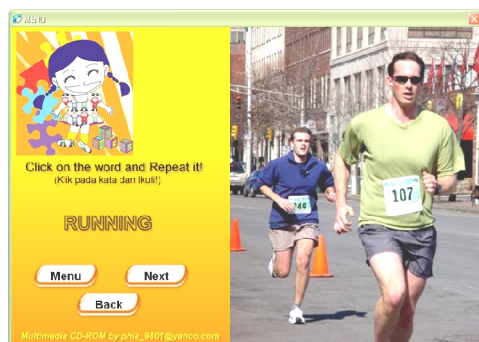 MENU
Click on the word and Repeat it!
(Klik pada kata dan Ikuti!)
RUNNING
Menu
Next
Back
Multimedia CD-ROM by phia_9801@yahoo.com
240
107